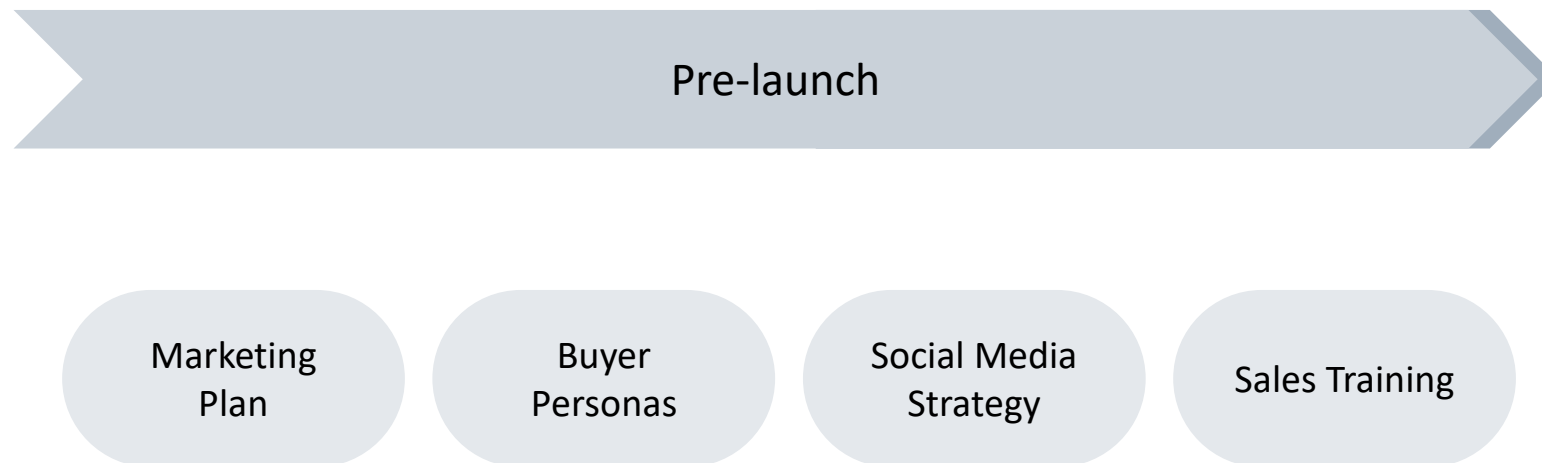 Pre-launch
Marketing
Plan
Buyer
Personas
Social Media
Strategy
Sales Training